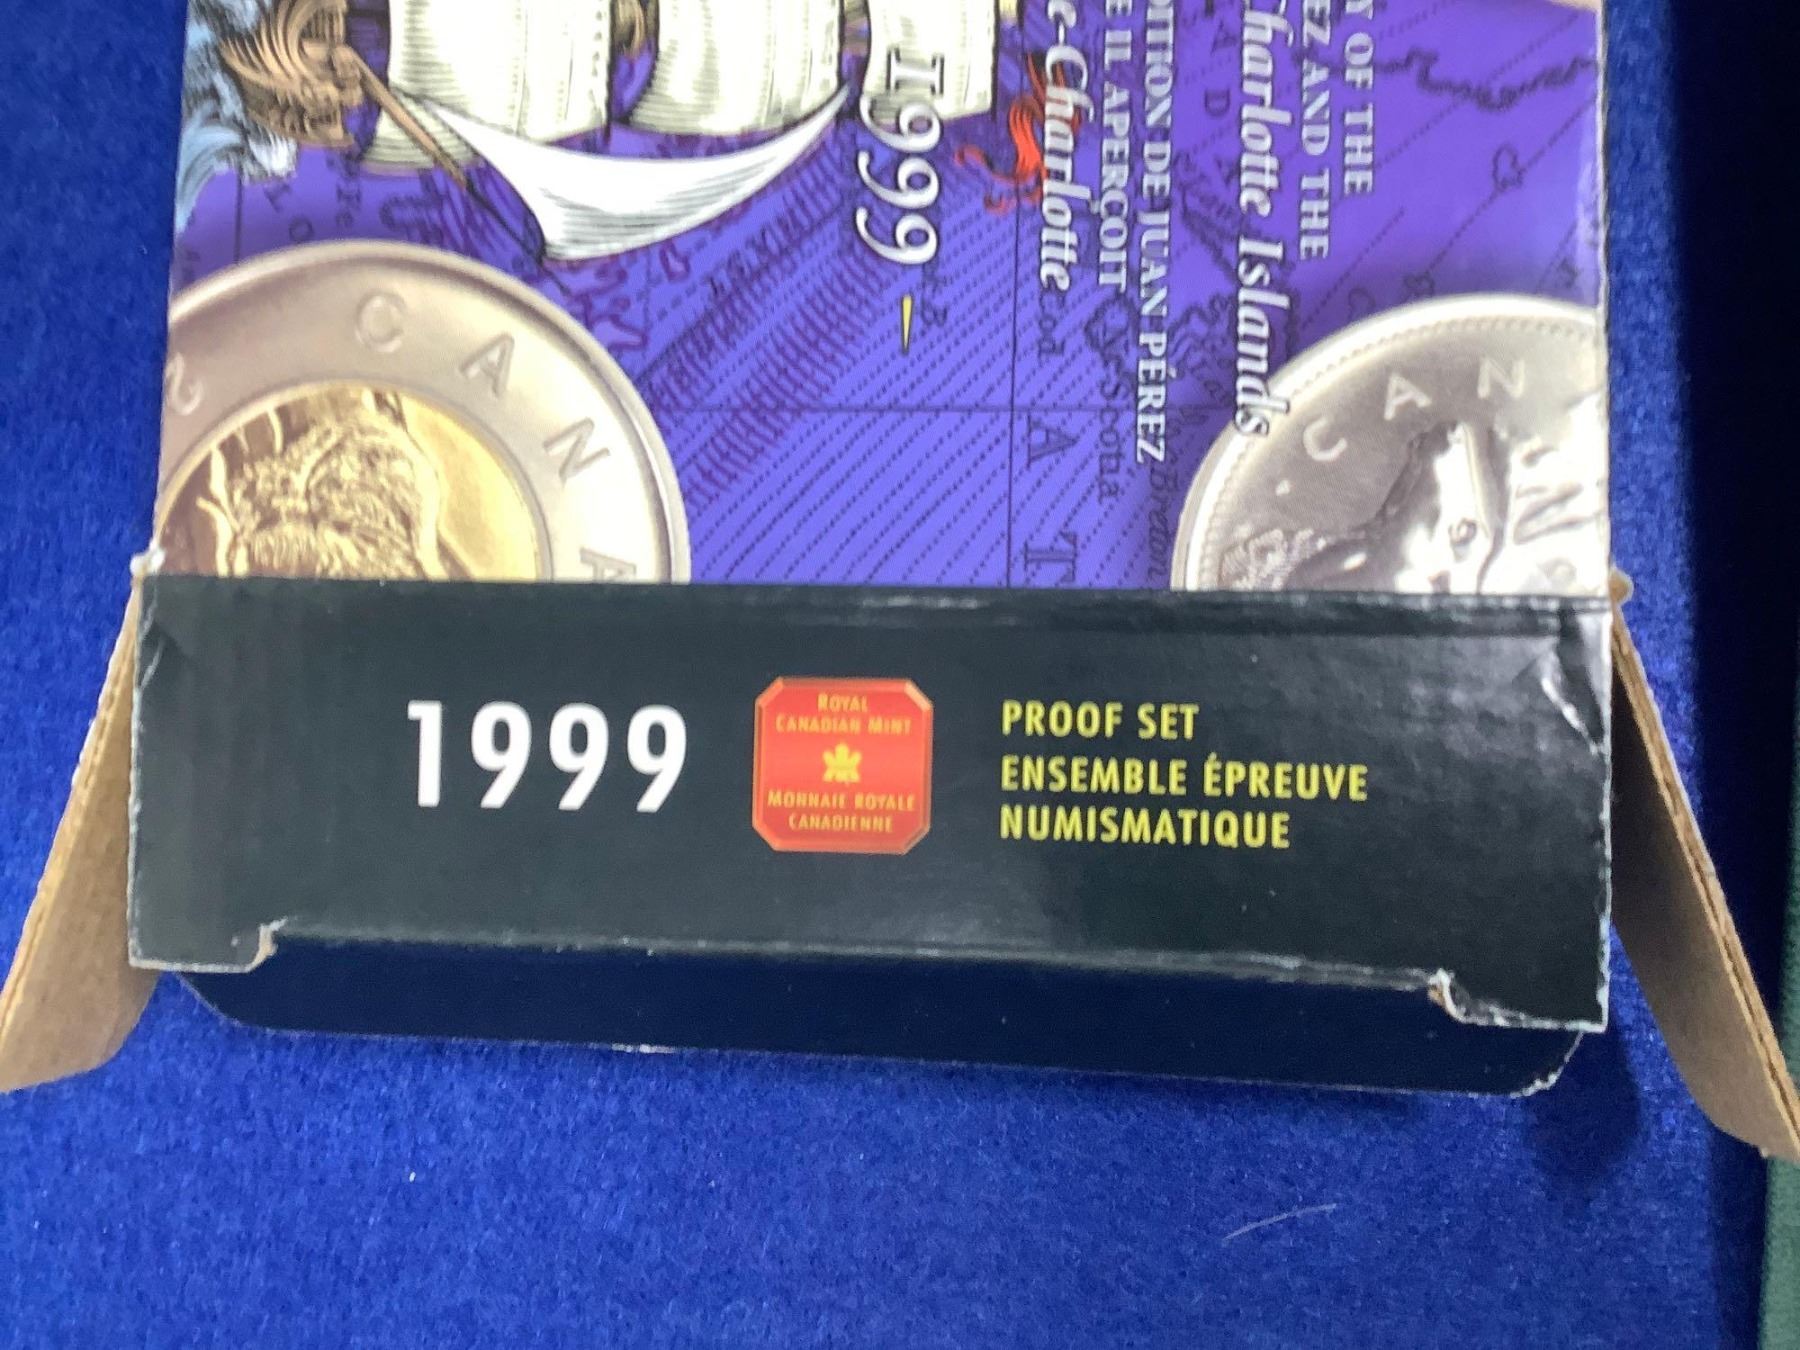 Y OF THE
EZ AND THE
Charlotte Islands
DITION DE JUAN PÉREZ
E IL APERÇOIT
e-Charlotte
1999
CANA
CAN
1999
ROYAL
CANADIAN MINT
MONNAIE ROYALE
CANADIENNE
PROOF SET
ENSEMBLE ÉPREUVE
NUMISMATIQUE